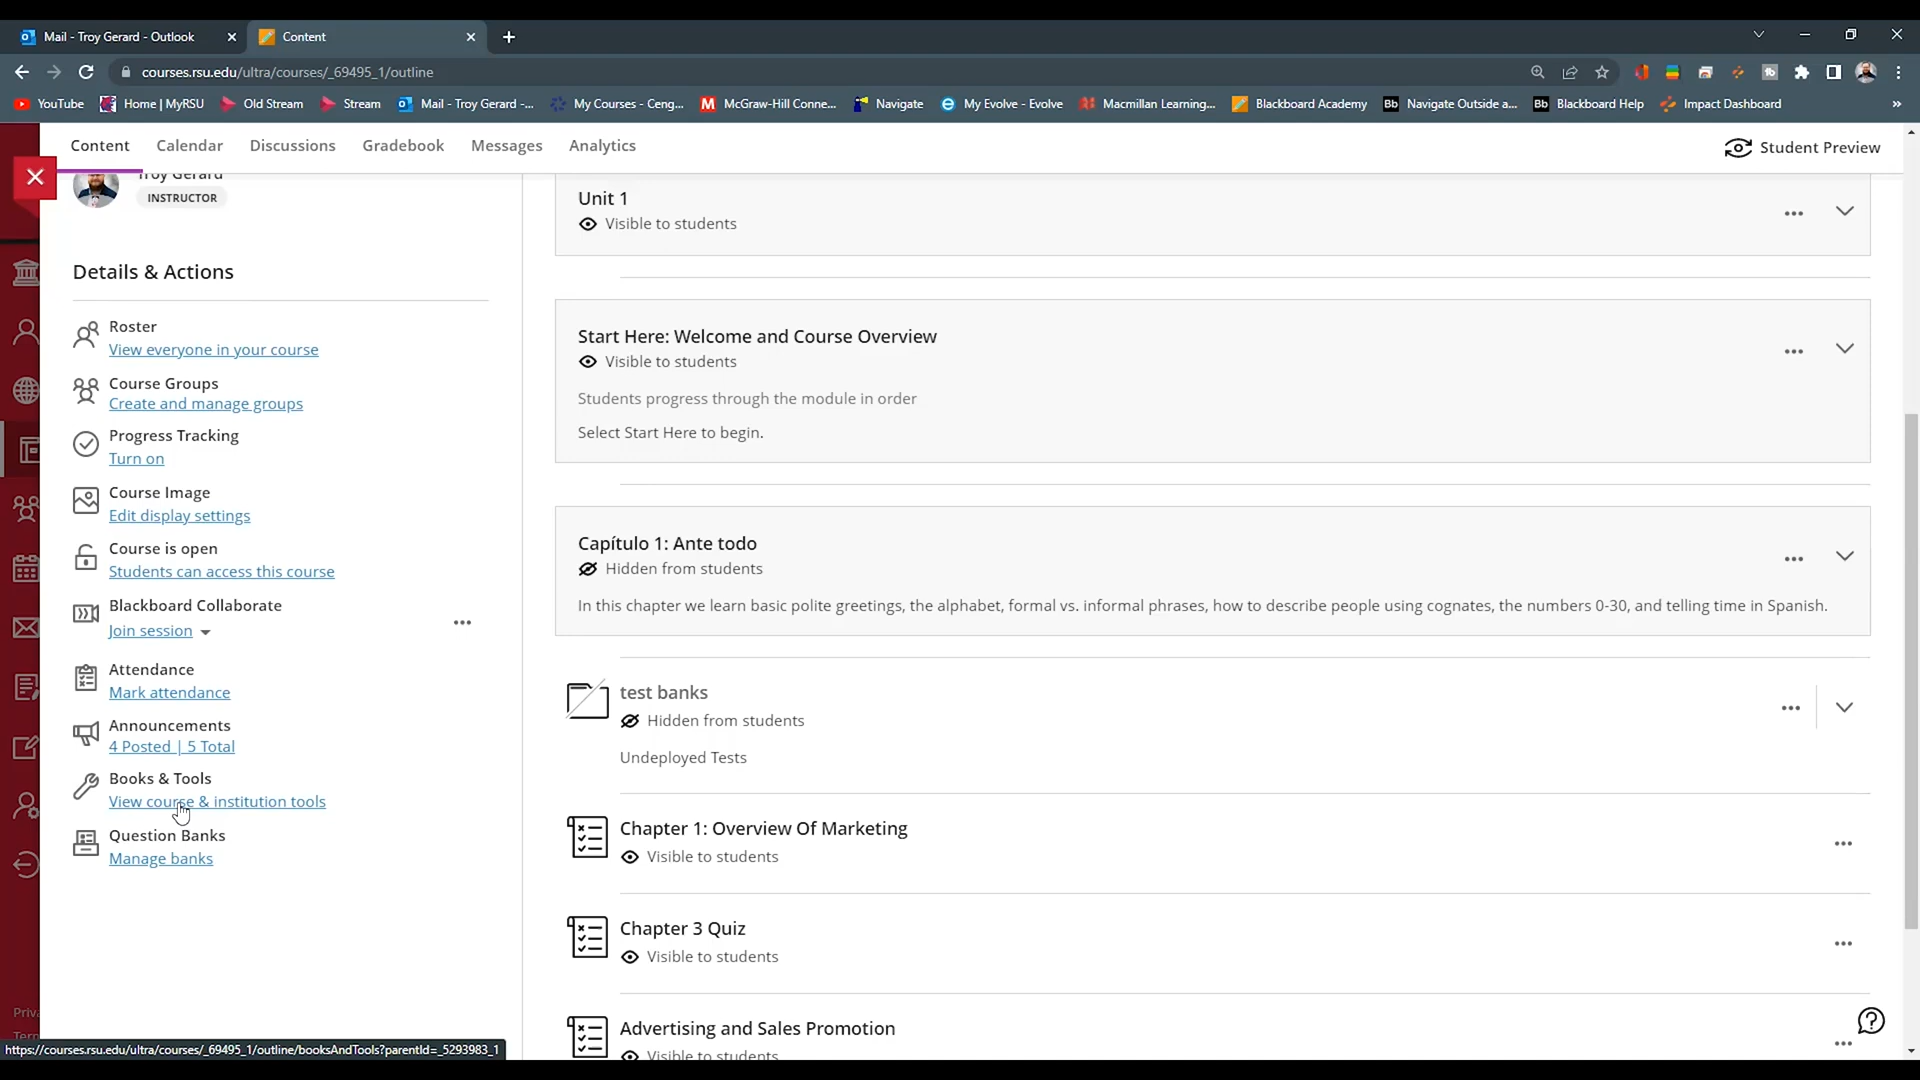 Mail - Troy Gerard - Outlook
Content
courses.rsu.edu/ultra/courses/_69495_1/outline
YouTube
Home | MyRSU
Old Stream
Stream
Mail - Troy Gerard -...
My Courses - Ceng...
McGraw-Hill Conne...
Navigate
My Evolve - Evolve
Macmillan Learning...
Blackboard Academy
Bb Navigate Outside a...
Bb Blackboard Help
Impact Dashboard
»
Content
Calendar
Discussions
Gradebook
Messages
Analytics
Student Preview
Troy Gerard
INSTRUCTOR
Details & Actions
Roster
View everyone in your course
Course Groups
Create and manage groups
Progress Tracking
Turn on
Course Image
Edit display settings
Course is open
Students can access this course
Blackboard Collaborate
Join session
Attendance
Mark attendance
Announcements
4 Posted | 5 Total
Books & Tools
View course & institution tools
Question Banks
Manage banks
Unit 1
Visible to students
Start Here: Welcome and Course Overview
Visible to students
Students progress through the module in order
Select Start Here to begin.
Capítulo 1: Ante todo
Hidden from students
In this chapter we learn basic polite greetings, the alphabet, formal vs. informal phrases, how to describe people using cognates, the numbers 0-30, and telling time in Spanish.
test banks
Hidden from students
Undeployed Tests
Chapter 1: Overview Of Marketing
Visible to students
Chapter 3 Quiz
Visible to students
Advertising and Sales Promotion
Visible to students
https://courses.rsu.edu/ultra/courses/_69495_1/outline/booksAndTools?parentId=_5293983_1